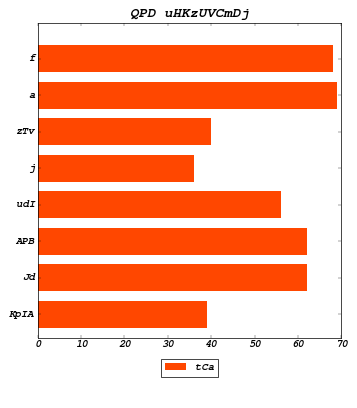 QPD uHKzUVCmDj
f
a
zTv
j
udI
APB
Jd
KpIA
0 10 20 30 40 50 60 70
tCa